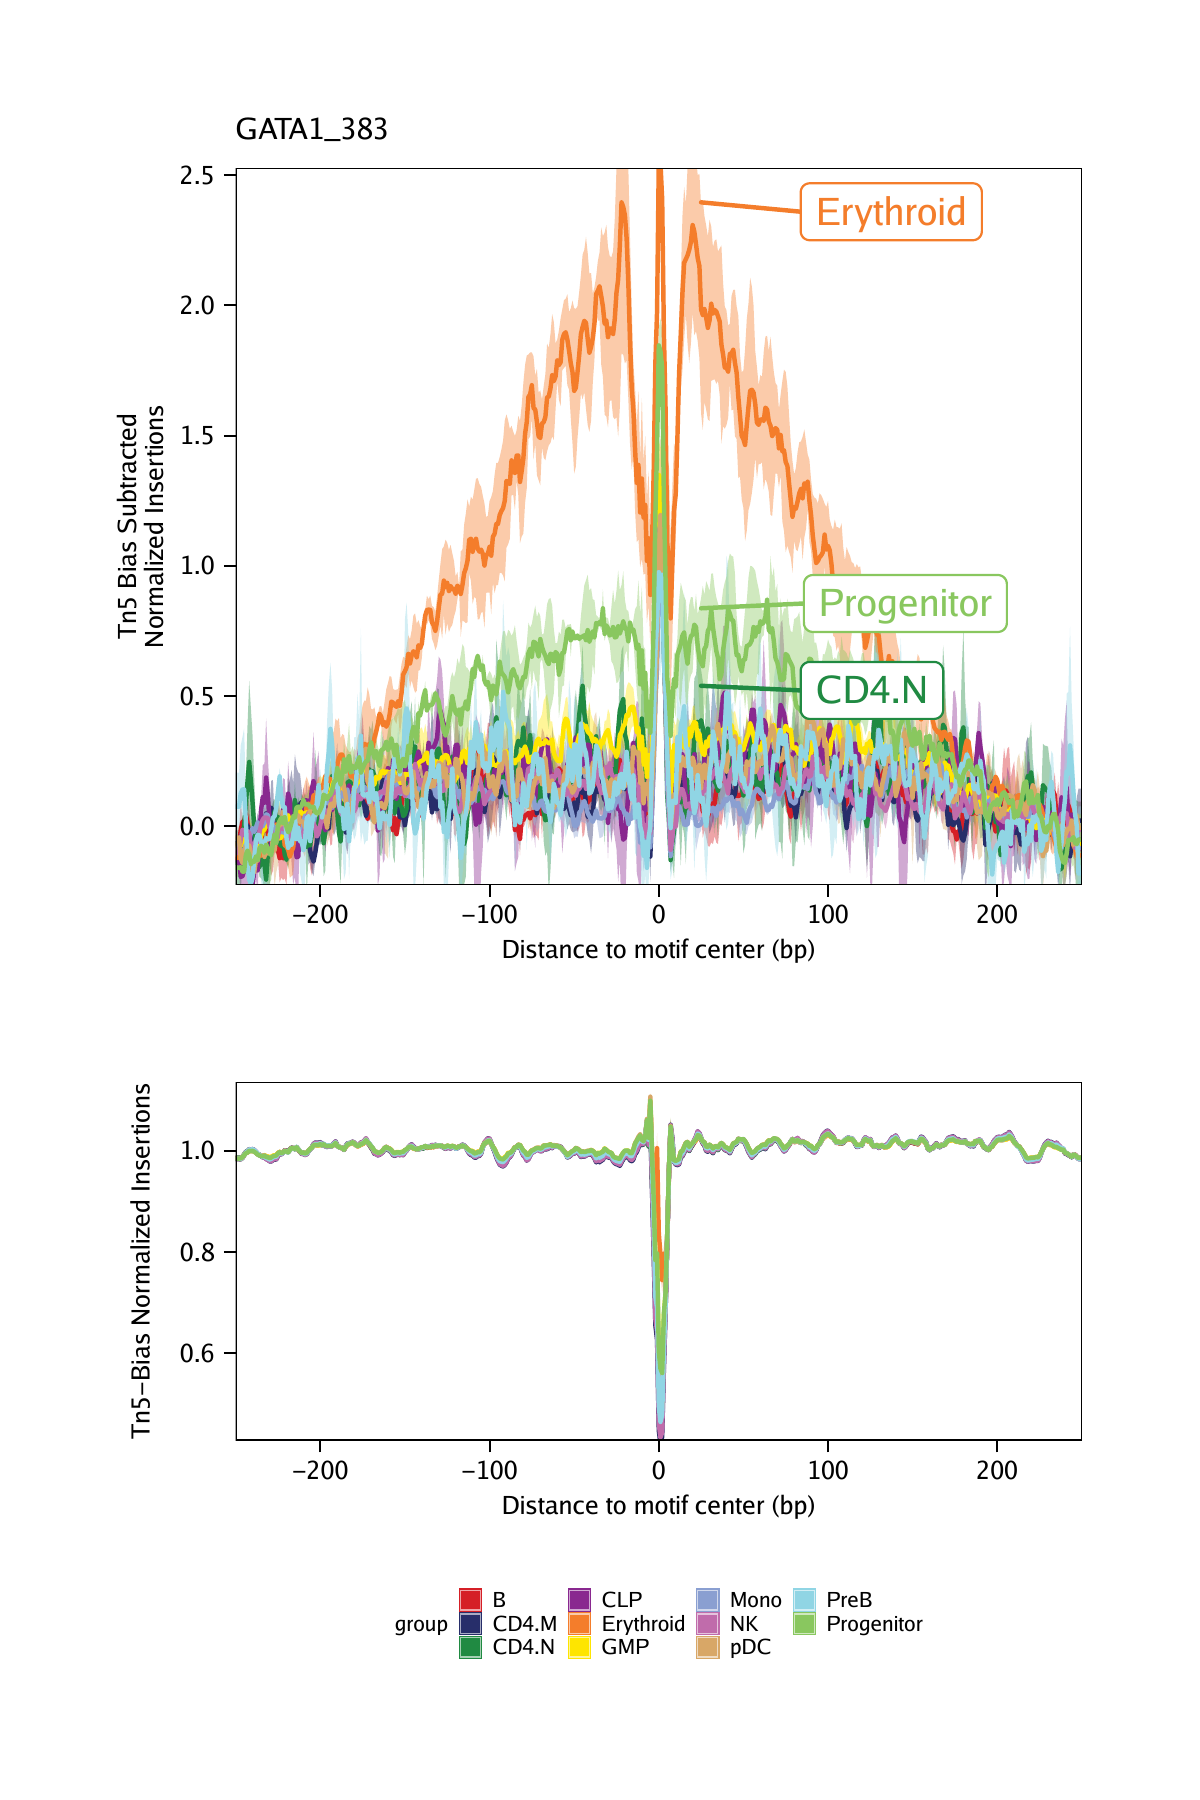 GATA1_383
2.5
2.0
1.5
1.0
0.5
0.0
Tn5 Bias Subtracted
Normalized Insertions
Erythroid
Progenitor
CD4.N
−200 −100 0 100 200
Distance to motif center (bp)
1.0
0.8
0.6
Tn5−Bias Normalized Insertions
−200 −100 0 100 200
Distance to motif center (bp)
group
B CLP Mono PreB
CD4.M Erythroid NK Progenitor
CD4.N GMP pDC